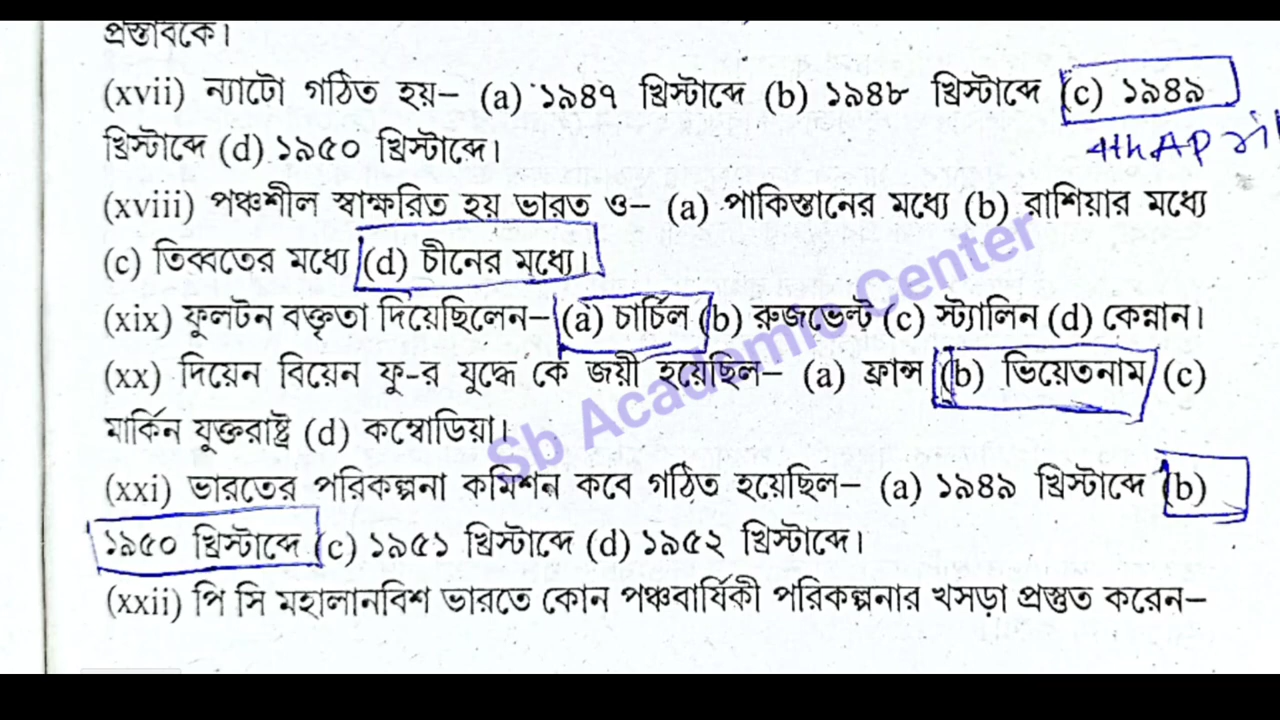 প্রস্তাবকে।
(xvii) ন্যাটো গঠিত হয়– (a) ১৯৪৭ খ্রিস্টাব্দে (b) ১৯৪৮ খ্রিস্টাব্দে (c) ১৯৪৯
4th APril
খ্রিস্টাব্দে (d) ১৯৫০ খ্রিস্টাব্দে।
(xviii) পঞ্চশীল স্বাক্ষরিত হয় ভারত ও– (a) পাকিস্তানের মধ্যে (b) রাশিয়ার মধ্যে
(c) তিব্বতের মধ্যে (d) চীনের মধ্যে।
(xix) ফুলটন বক্তৃতা দিয়েছিলেন– (a) চার্চিল (b) রুজভেল্ট (c) স্ট্যালিন (d) কেন্নান।
(xx) দিয়েন বিয়েন ফু-র যুদ্ধে কে জয়ী হয়েছিল– (a) ফ্রান্স (b) ভিয়েতনাম (c)
মার্কিন যুক্তরাষ্ট্র (d) কম্বোডিয়া।
Sb Academic Center
(xxi) ভারতের পরিকল্পনা কমিশন কবে গঠিত হয়েছিল– (a) ১৯৪৯ খ্রিস্টাব্দে (b)
১৯৫০ খ্রিস্টাব্দে (c) ১৯৫১ খ্রিস্টাব্দে (d) ১৯৫২ খ্রিস্টাব্দে।
(xxii) পি সি মহালানবিশ ভারতে কোন পঞ্চবার্ষিকী পরিকল্পনার খসড়া প্রস্তুত করেন–